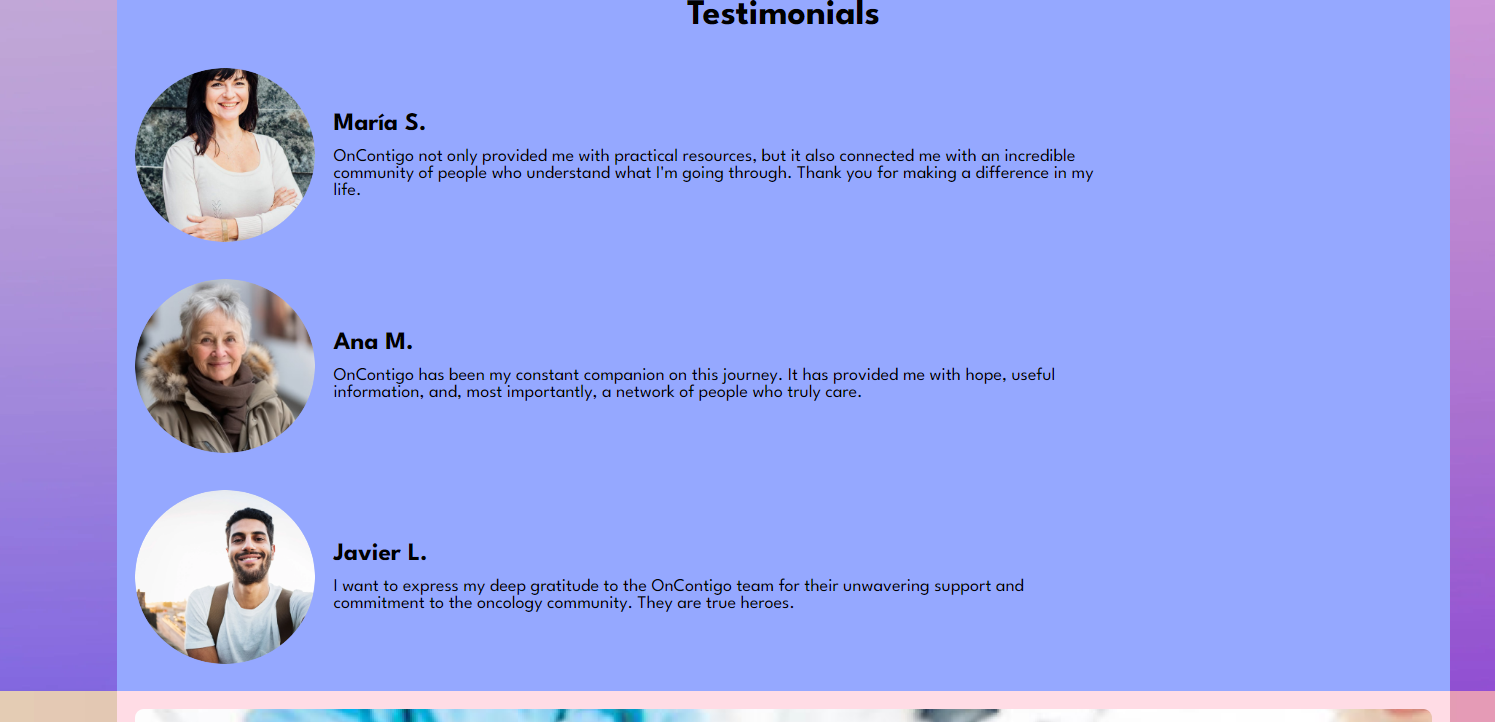 Testimonials
María S.
OnContigo not only provided me with practical resources, but it also connected me with an incredible
community of people who understand what I'm going through. Thank you for making a difference in my
life.
Ana M.
OnContigo has been my constant companion on this journey. It has provided me with hope, useful
information, and, most importantly, a network of people who truly care.
Javier L.
I want to express my deep gratitude to the OnContigo team for their unwavering support and
commitment to the oncology community. They are true heroes.